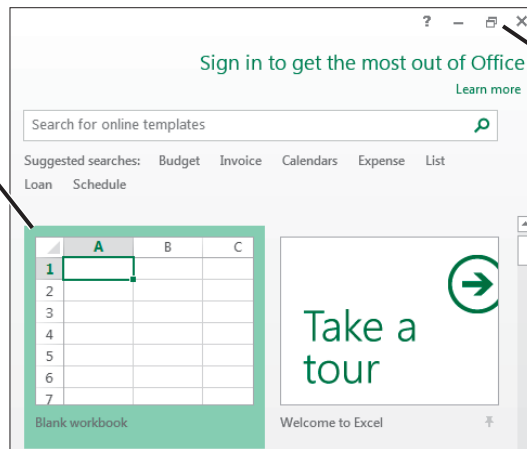 ?
Sign in to get the most out of Office
Learn more
Search for online templates
Suggested searches: Budget Invoice Calendars Expense List
Loan Schedule
A B C
1
2
3
4
5
6
7
Take a
tour
Blank workbook
Welcome to Excel